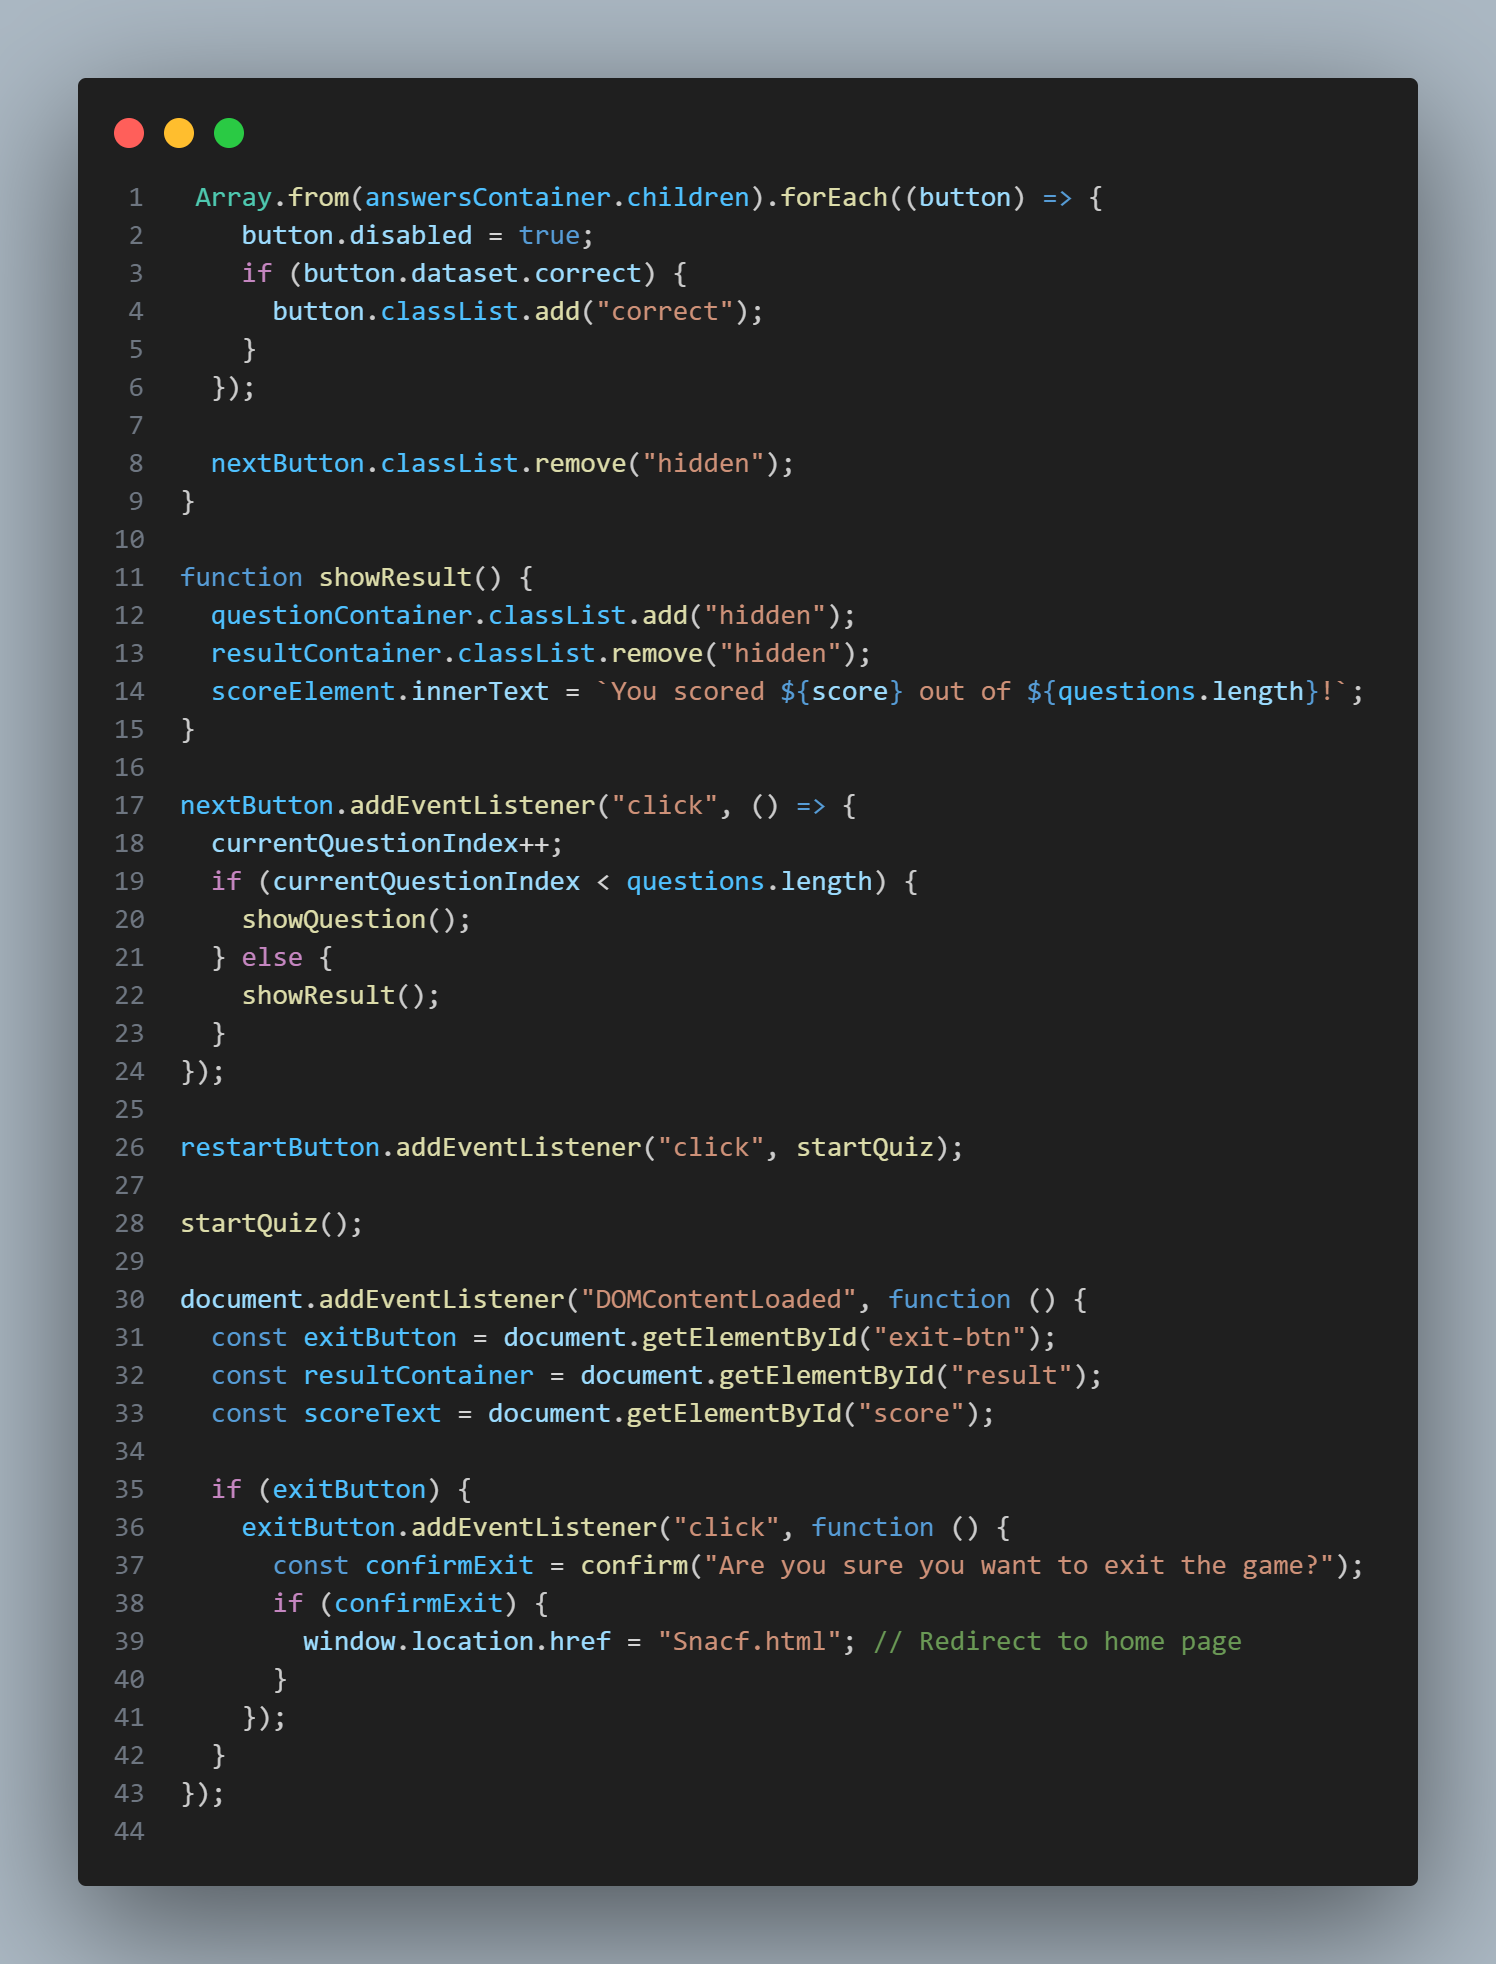 1 Array.from(answersContainer.children).forEach((button) => {
2 button.disabled = true;
3 if (button.dataset.correct) {
4 button.classList.add("correct");
5 }
6 });
7
8 nextButton.classList.remove("hidden");
9 }
10
11 function showResult() {
12 questionContainer.classList.add("hidden");
13 resultContainer.classList.remove("hidden");
14 scoreElement.innerText = `You scored ${score} out of ${questions.length}!`;
15 }
16
17 nextButton.addEventListener("click", () => {
18 currentQuestionIndex++;
19 if (currentQuestionIndex < questions.length) {
20 showQuestion();
21 } else {
22 showResult();
23 }
24 });
25
26 restartButton.addEventListener("click", startQuiz);
27
28 startQuiz();
29
30 document.addEventListener("DOMContentLoaded", function () {
31 const exitButton = document.getElementById("exit-btn");
32 const resultContainer = document.getElementById("result");
33 const scoreText = document.getElementById("score");
34
35 if (exitButton) {
36 exitButton.addEventListener("click", function () {
37 const confirmExit = confirm("Are you sure you want to exit the game?");
38 if (confirmExit) {
39 window.location.href = "Snacf.html"; // Redirect to home page
40 }
41 });
42 }
43 });
44